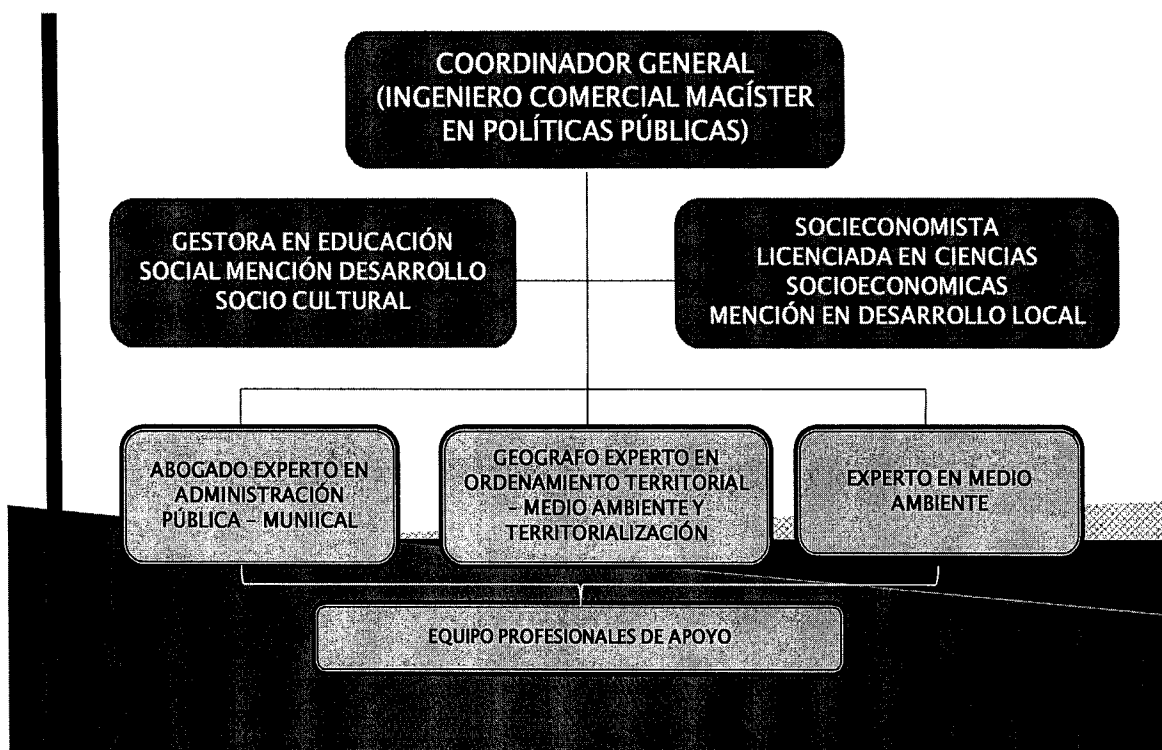 COORDINADOR GENERAL
(INGENIERO COMERCIAL MAGÍSTER
EN POLÍTICAS PÚBLICAS)
GESTORA EN EDUCACIÓN
SOCIAL MENCIÓN DESARROLLO
SOCIO CULTURAL
SOCIECONOMISTA
LICENCIADA EN CIENCIAS
SOCIOECONOMICAS
MENCIÓN EN DESARROLLO LOCAL
ABOGADO EXPERTO EN
ADMINISTRACIÓN
PÚBLICA – MUNIICAL
GEOGRAFO EXPERTO EN
ORDENAMIENTO TERRITORIAL
– MEDIO AMBIENTE Y
TERRITORIALIZACIÓN
EXPERTO EN MEDIO
AMBIENTE
EQUIPO PROFESIONALES DE APOYO